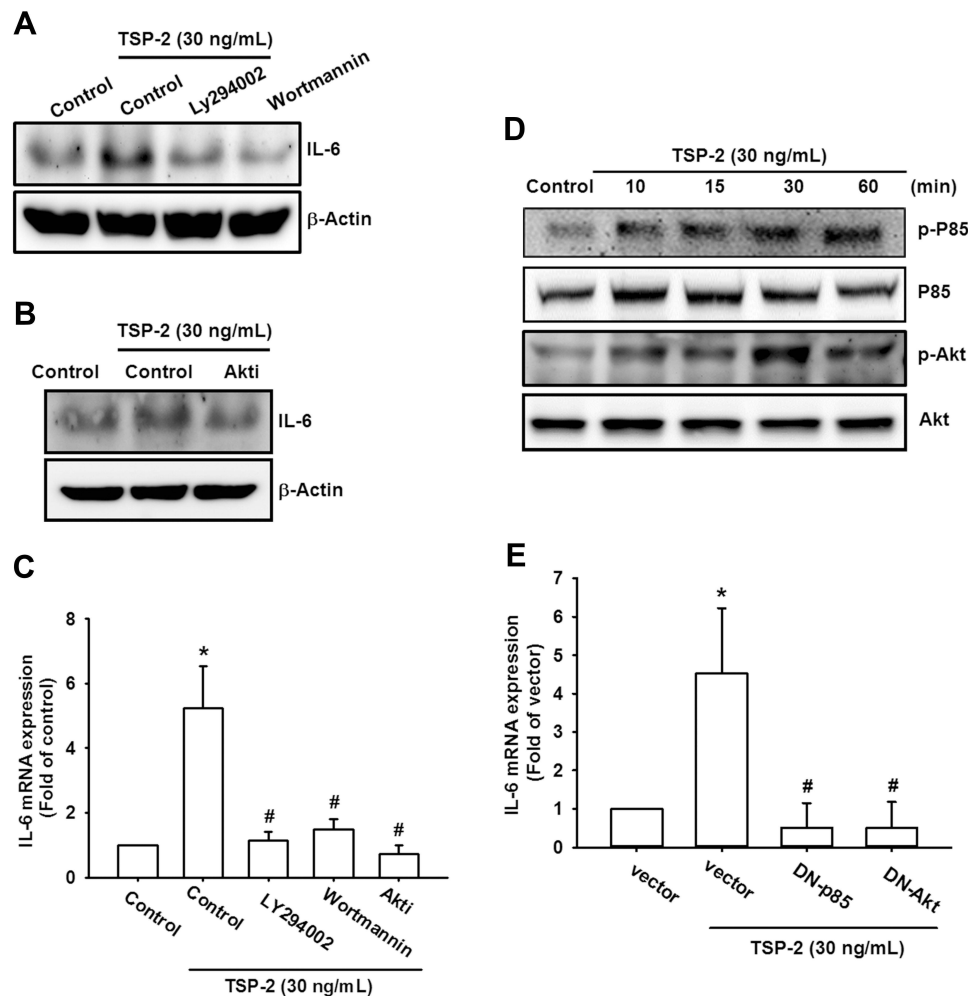 A
TSP-2 (30 ng/mL)
Control Control Ly294002 Wortmannin
IL-6
β-Actin
B
TSP-2 (30 ng/mL)
Control Control Akti
IL-6
β-Actin
C
IL-6 mRNA expression
(Fold of control)
8
6
4
2
0
*
#
#
#
Control Control LY294002 Wortmannin Akti
TSP-2 (30 ng/mL)
D
TSP-2 (30 ng/mL)
Control 10 15 30 60 (min)
p-P85
P85
p-Akt
Akt
E
IL-6 mRNA expression
(Fold of vector)
7
6
5
4
3
2
1
0
*
#
#
vector vector DN-p85 DN-Akt
TSP-2 (30 ng/mL)